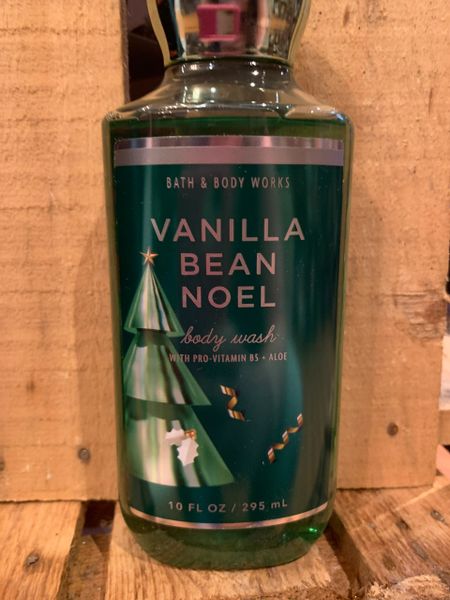 BATH & BODY WORKS
VANILLA
BEAN
NOEL
body wash
WITH PRO-VITAMIN B5 + ALOE
10 FL OZ / 295 mL